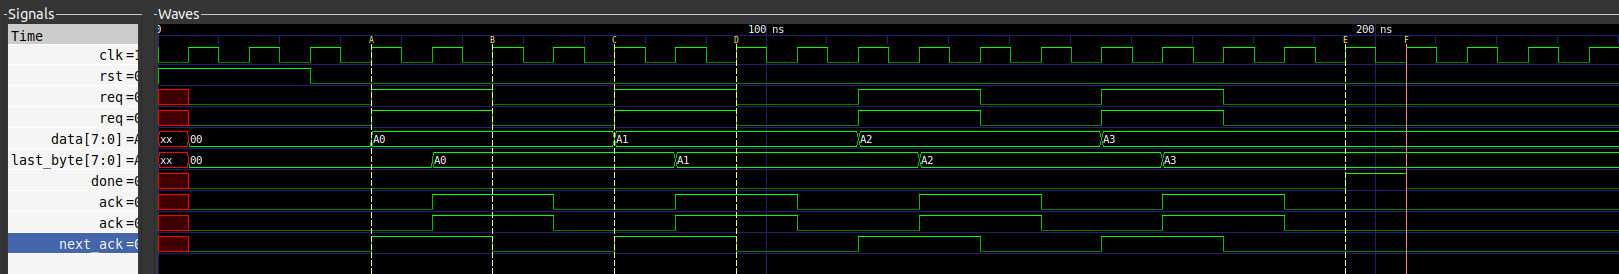 Signals Waves
Time 0 100 ns 200 ns
A B C D E F
clk=1
rst=0
req=0
req=0
data[7:0]=A xx 00 A0 A1 A2 A3
last_byte[7:0]=A xx 00 A0 A1 A2 A3
done=0
ack=0
ack=0
next_ack=0